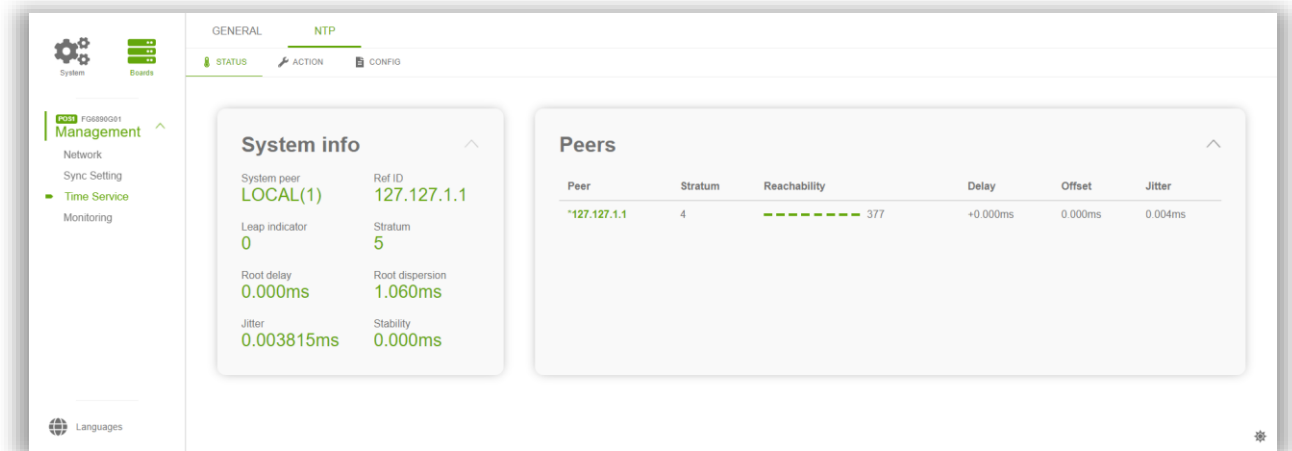 GENERAL NTP
STATUS ACTION CONFIG
System Boards
POS1 FG6890G01
Management
Network
Sync Setting
Time Service
Monitoring
Languages
System info
System peer Ref ID
LOCAL(1) 127.127.1.1
Leap indicator Stratum
0 5
Root delay Root dispersion
0.000ms 1.060ms
Jitter Stability
0.003815ms 0.000ms
Peers
Peer Stratum Reachability Delay Offset Jitter
*127.127.1.1 4 377 +0.000ms 0.000ms 0.004ms